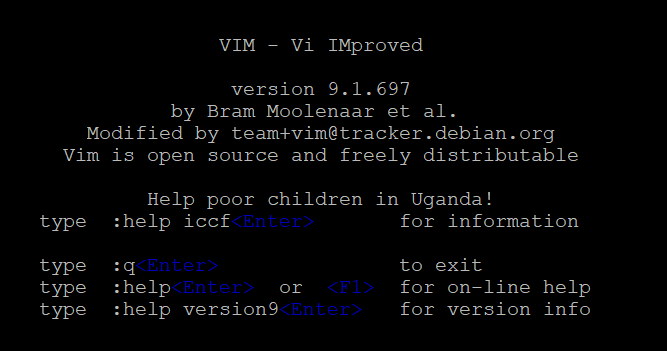 VIM - Vi IMproved
version 9.1.697
by Bram Moolenaar et al.
Modified by team+vim@tracker.debian.org
Vim is open source and freely distributable
Help poor children in Uganda!
type :help iccf<Enter> for information
type :q<Enter> to exit
type :help<Enter> or <F1> for on-line help
type :help version9<Enter> for version info